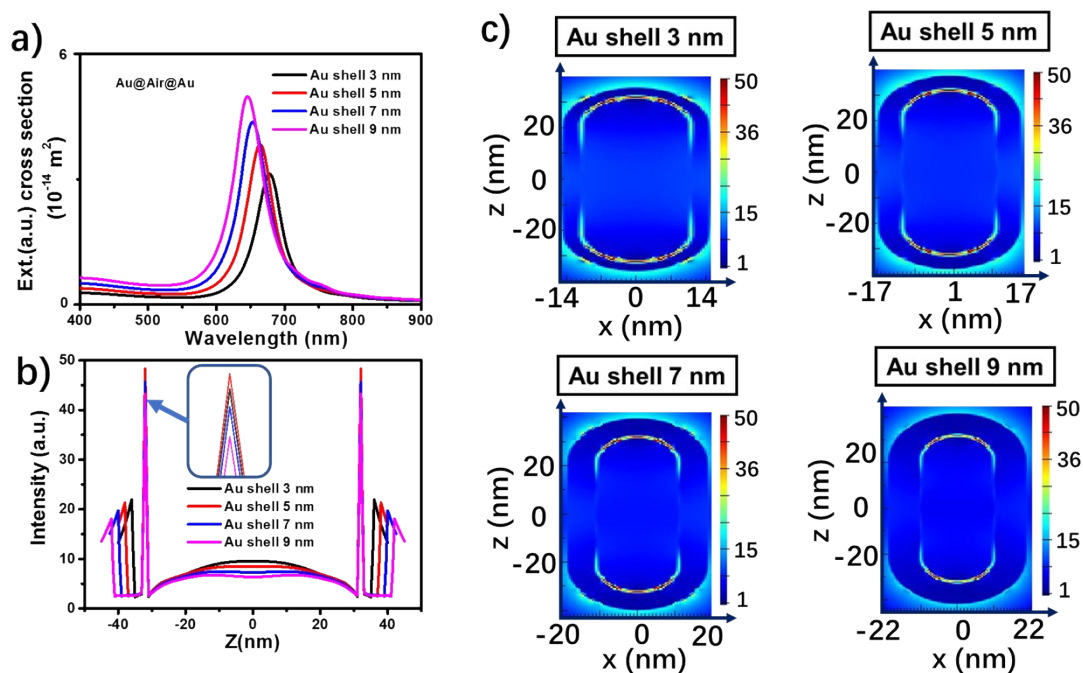 a)
6
Au@Air@Au
Au shell 3 nm
Au shell 5 nm
Au shell 7 nm
Au shell 9 nm
Ext.(a.u.) cross section
(10⁻¹⁴ m²)
0
400 500 600 700 800 900
Wavelength (nm)
b)
50
45
40
35
30
25
20
15
10
5
0
Au shell 3 nm
Au shell 5 nm
Au shell 7 nm
Au shell 9 nm
Intensity (a.u.)
-40 -20 0 20 40
Z(nm)
c)
Au shell 3 nm
50
36
15
1
20
0
-20
z (nm)
-14 0 14
x (nm)
Au shell 5 nm
50
36
15
1
20
0
-20
z (nm)
-17 1 17
x (nm)
Au shell 7 nm
50
36
15
1
20
0
-20
z (nm)
-20 0 20
x (nm)
Au shell 9 nm
50
36
15
1
20
0
-20
z (nm)
-22 0 22
x (nm)